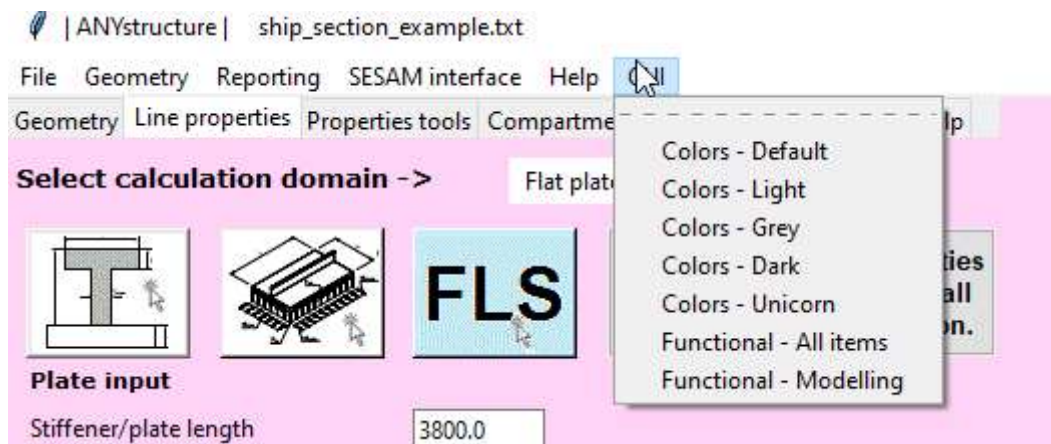 | ANYstructure | ship_section_example.txt
File Geometry Reporting SESAM interface Help
Geometry Line properties Properties tools
Colors - Default
Colors - Light
Colors - Grey
Colors - Dark
Colors - Unicorn
Functional - All items
Functional - Modelling
Select calculation domain -> Flat
FLS
all
Plate input
Stiffener/plate length 3800.0